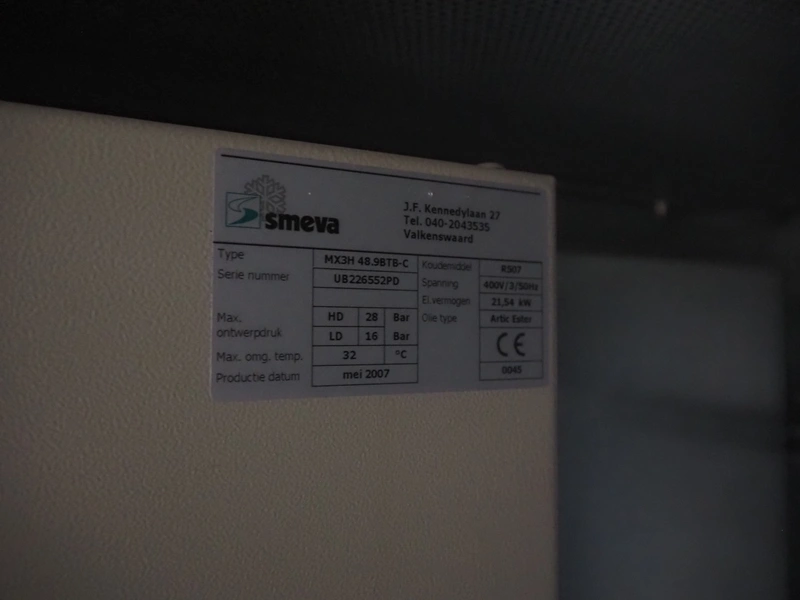 smeva
J.F. Kennedylaan 27
Tel. 040-2043535
Valkenswaard
Type MX3H 48.9BTB-C
Serie nummer UB226552PD
Max. ontwerpdruk HD 28 Bar
LD 16 Bar
Max. omg. temp. 32 °C
Productie datum mei 2007
Koudemiddel R507
Spanning 400V/3/50Hz
El.vermogen 21,54 kW
Olie type Artic Ester
CE
0045